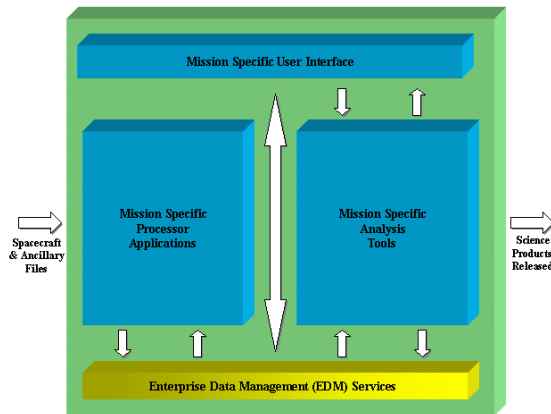 Mission Specific User Interface
Mission Specific
Processor
Applications
Mission Specific
Analysis
Tools
Spacecraft
& Ancillary
Files
Science
Products
Released
Enterprise Data Management (EDM) Services